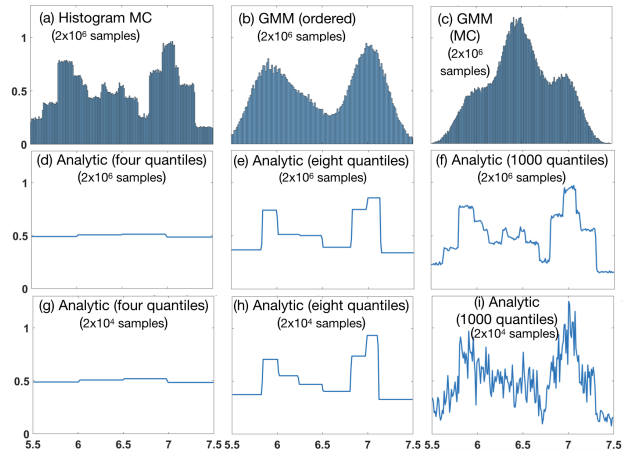 (a) Histogram MC
(2x10⁶ samples)
(b) GMM (ordered)
(2x10⁶ samples)
(c) GMM
(MC)
(2x10⁶
samples)
1
0.5
0
(d) Analytic (four quantiles)
(2x10⁶ samples)
(e) Analytic (eight quantiles)
(2x10⁶ samples)
(f) Analytic (1000 quantiles)
(2x10⁶ samples)
1
0.5
0
(g) Analytic (four quantiles)
(2x10⁴ samples)
(h) Analytic (eight quantiles)
(2x10⁴ samples)
(i) Analytic
(1000 quantiles)
(2x10⁴ samples)
1
0.5
0
5.5 6 6.5 7 7.5 6 6.5 7 7.5 5.5 6 6.5 7 7.5